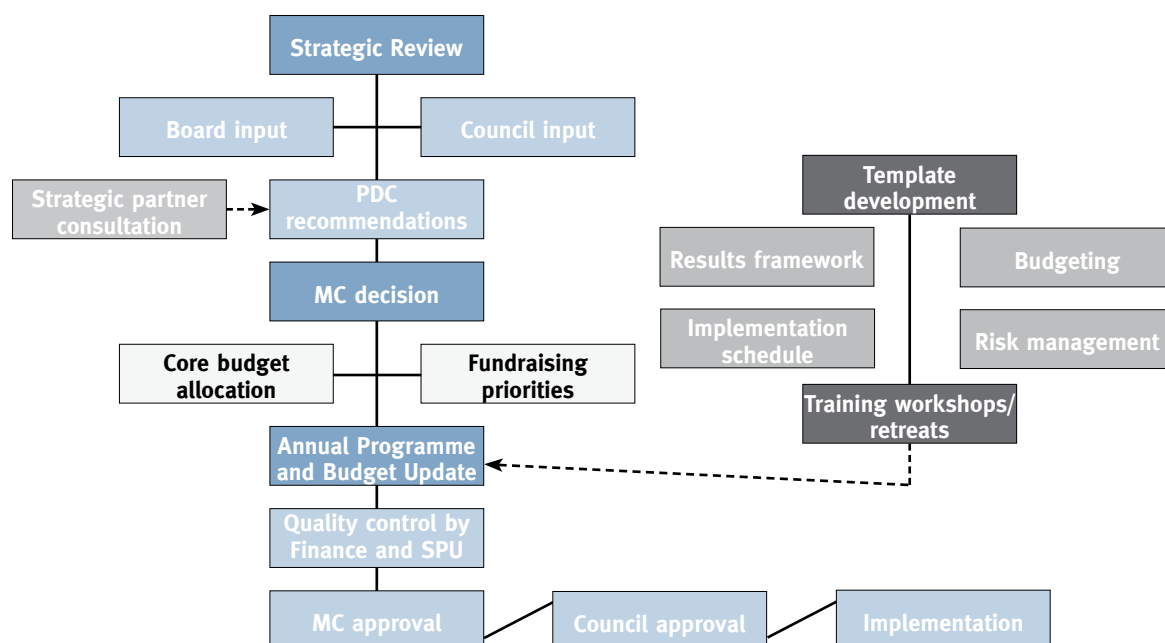 Strategic Review
Board input
Council input
Strategic partner
consultation
PDC
recommendations
MC decision
Core budget
allocation
Fundraising
priorities
Annual Programme
and Budget Update
Quality control by
Finance and SPU
MC approval
Council approval
Implementation
Template
development
Results framework
Budgeting
Implementation
schedule
Risk management
Training workshops/
retreats